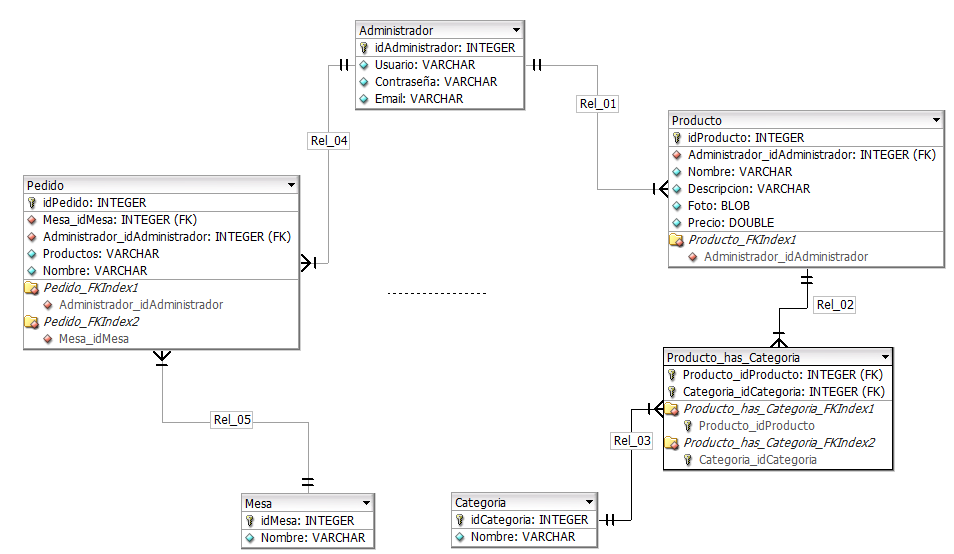 Administrador
idAdministrador: INTEGER
Usuario: VARCHAR
Contraseña: VARCHAR
Email: VARCHAR
Rel_01
Rel_04
Producto
idProducto: INTEGER
Administrador_idAdministrador: INTEGER (FK)
Nombre: VARCHAR
Descripcion: VARCHAR
Foto: BLOB
Precio: DOUBLE
Producto_FKIndex1
Administrador_idAdministrador
Pedido
idPedido: INTEGER
Mesa_idMesa: INTEGER (FK)
Administrador_idAdministrador: INTEGER (FK)
Productos: VARCHAR
Nombre: VARCHAR
Pedido_FKIndex1
Administrador_idAdministrador
Pedido_FKIndex2
Mesa_idMesa
Rel_02
Producto_has_Categoria
Producto_idProducto: INTEGER (FK)
Categoria_idCategoria: INTEGER (FK)
Producto_has_Categoria_FKIndex1
Producto_idProducto
Producto_has_Categoria_FKIndex2
Categoria_idCategoria
Rel_05
Rel_03
Mesa
idMesa: INTEGER
Nombre: VARCHAR
Categoria
idCategoria: INTEGER
Nombre: VARCHAR